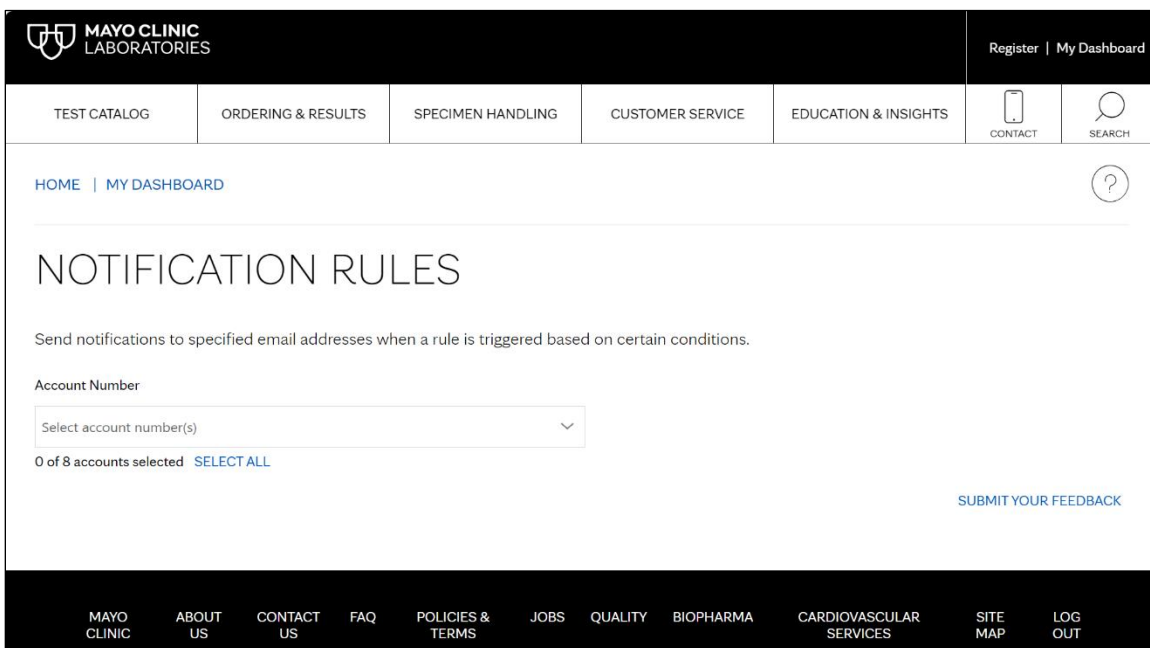 MAYO CLINIC
LABORATORIES
Register | My Dashboard
TEST CATALOG
ORDERING & RESULTS
SPECIMEN HANDLING
CUSTOMER SERVICE
EDUCATION & INSIGHTS
CONTACT
SEARCH
HOME | MY DASHBOARD
?
NOTIFICATION RULES
Send notifications to specified email addresses when a rule is triggered based on certain conditions.
Account Number
Select account number(s)
0 of 8 accounts selected SELECT ALL
SUBMIT YOUR FEEDBACK
MAYO
CLINIC
ABOUT
US
CONTACT
US
FAQ
POLICIES &
TERMS
JOBS
QUALITY
BIOPHARMA
CARDIOVASCULAR
SERVICES
SITE
MAP
LOG
OUT